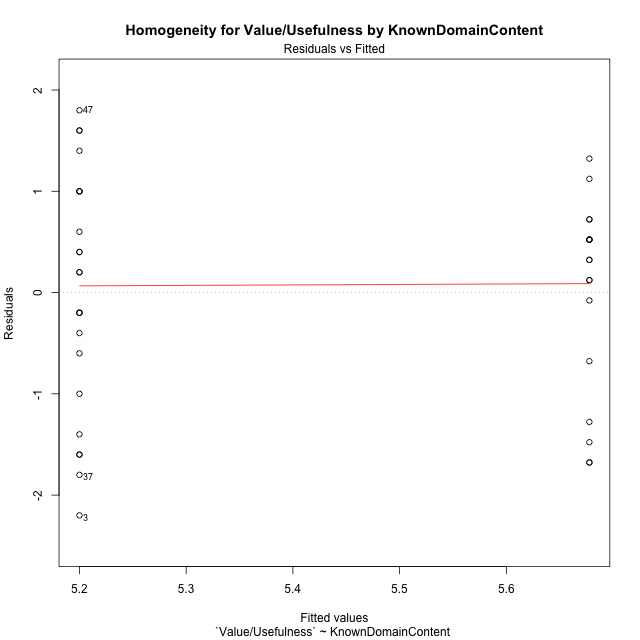 Homogeneity for Value/Usefulness by KnownDomainContent
Residuals vs Fitted
2
1
0
-1
-2
Residuals
47
37
3
5.2 5.3 5.4 5.5 5.6
Fitted values
`Value/Usefulness` ~ KnownDomainContent